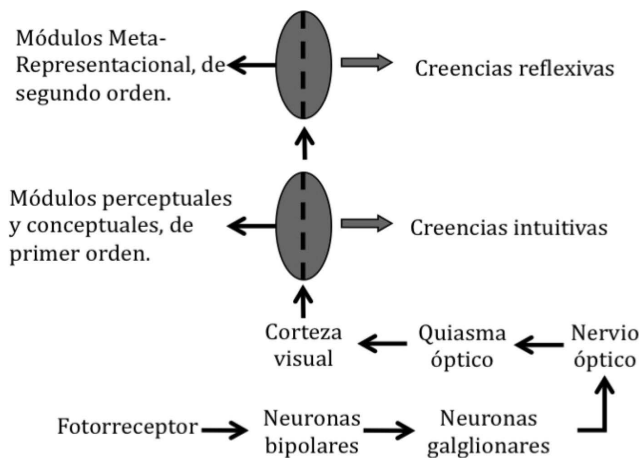 Módulos Meta-
Representacional, de
segundo orden.
Creencias reflexivas
Módulos perceptuales
y conceptuales, de
primer orden.
Creencias intuitivas
Corteza
visual
Quiasma
óptico
Nervio
óptico
Fotorreceptor
Neuronas
bipolares
Neuronas
galglionares